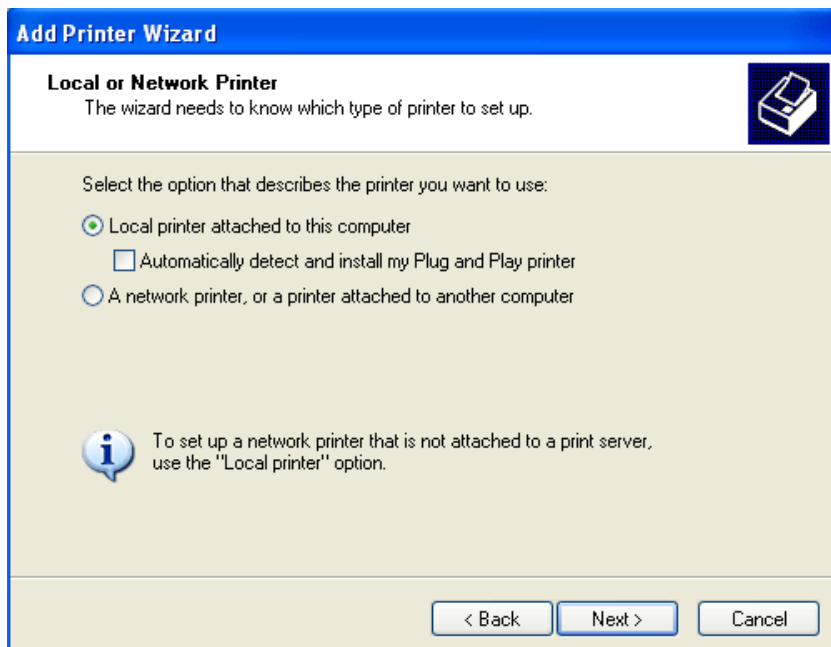 Add Printer Wizard
Local or Network Printer
The wizard needs to know which type of printer to set up.
Select the option that describes the printer you want to use:
Local printer attached to this computer
Automatically detect and install my Plug and Play printer
A network printer, or a printer attached to another computer
To set up a network printer that is not attached to a print server,
use the "Local printer" option.
< Back Next > Cancel